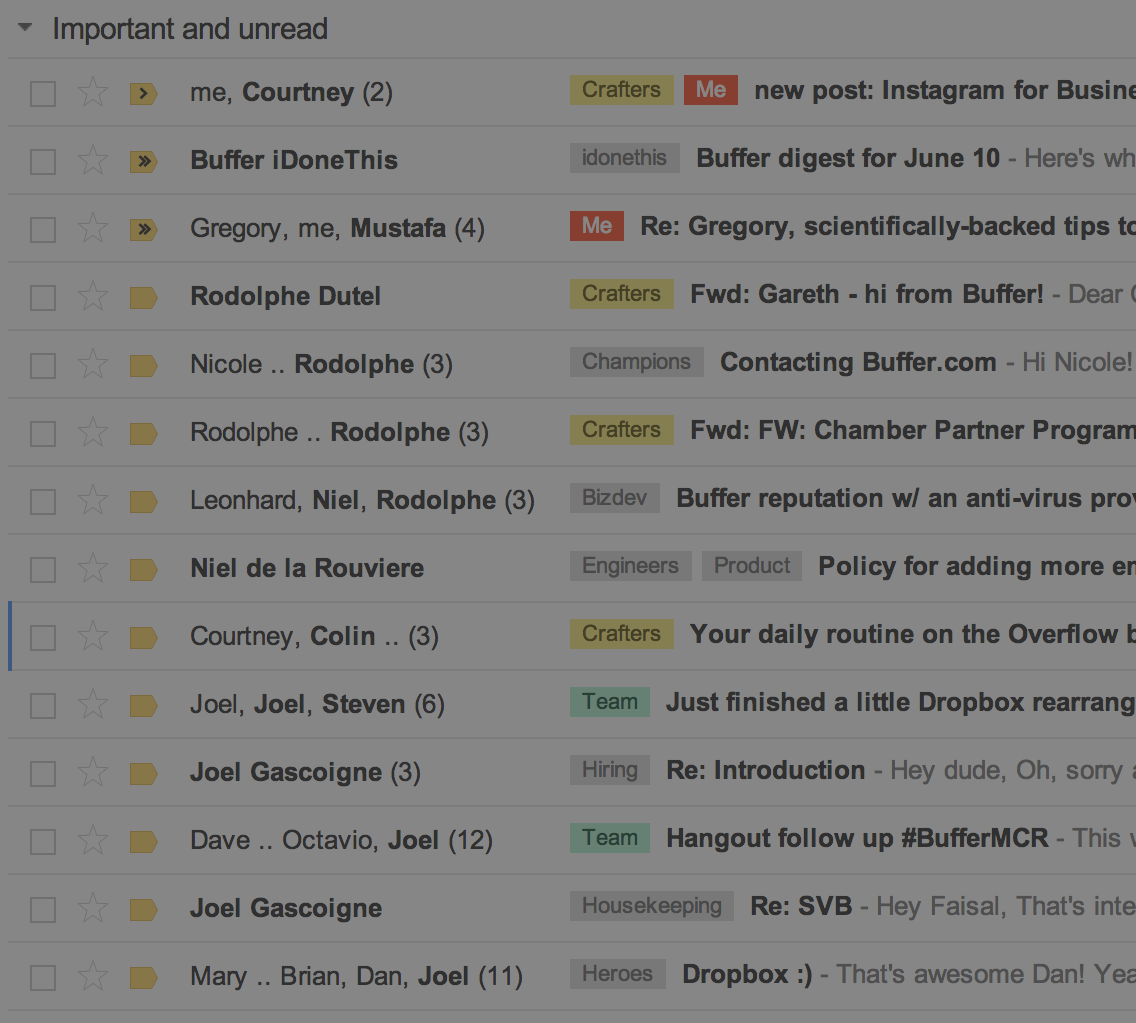 Important and unread
me, Courtney (2) Crafters Me new post: Instagram for Busine
Buffer iDoneThis idonethis Buffer digest for June 10 - Here's wh
Gregory, me, Mustafa (4) Me Re: Gregory, scientifically-backed tips to
Rodolphe Dutel Crafters Fwd: Gareth - hi from Buffer! - Dear
Nicole .. Rodolphe (3) Champions Contacting Buffer.com - Hi Nicole!
Rodolphe .. Rodolphe (3) Crafters Fwd: FW: Chamber Partner Program
Leonhard, Niel, Rodolphe (3) Bizdev Buffer reputation w/ an anti-virus prov
Niel de la Rouviere Engineers Product Policy for adding more en
Courtney, Colin .. (3) Crafters Your daily routine on the Overflow b
Joel, Joel, Steven (6) Team Just finished a little Dropbox rearrang
Joel Gascoigne (3) Hiring Re: Introduction - Hey dude, Oh, sorry a
Dave .. Octavio, Joel (12) Team Hangout follow up #BufferMCR - This w
Joel Gascoigne Housekeeping Re: SVB - Hey Faisal, That's inte
Mary .. Brian, Dan, Joel (11) Heroes Dropbox :) - That's awesome Dan! Yea